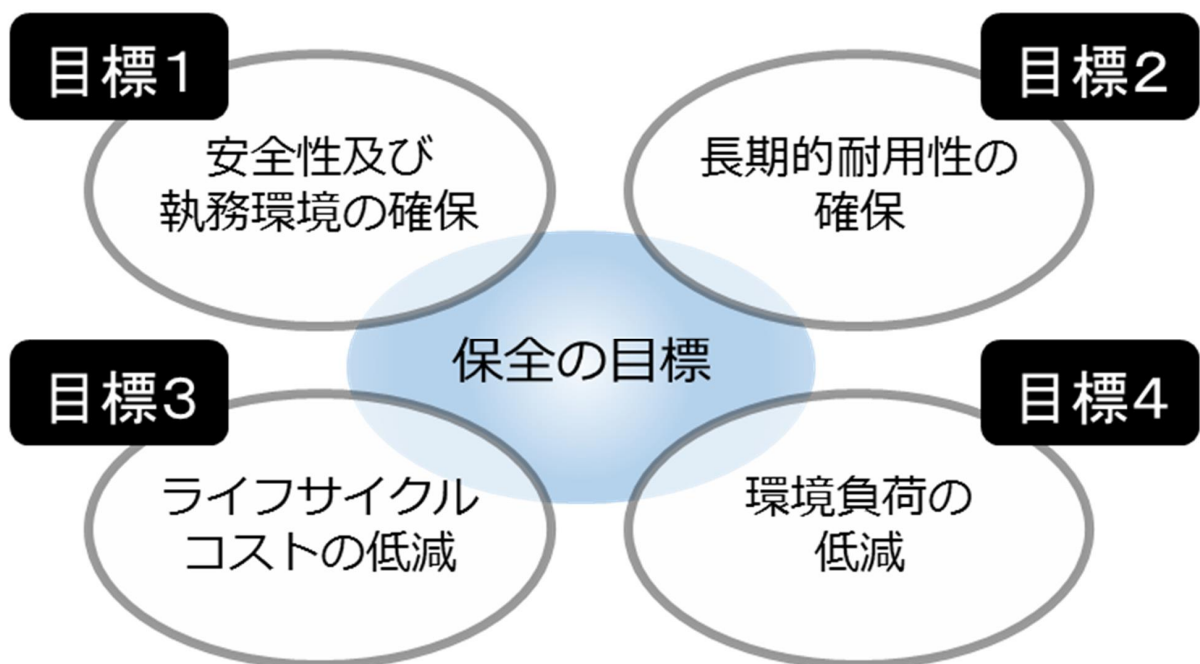 目標1
安全性及び
執務環境の確保
目標2
長期的耐用性の
確保
保全の目標
目標3
ライフサイクル
コストの低減
目標4
環境負荷の
低減